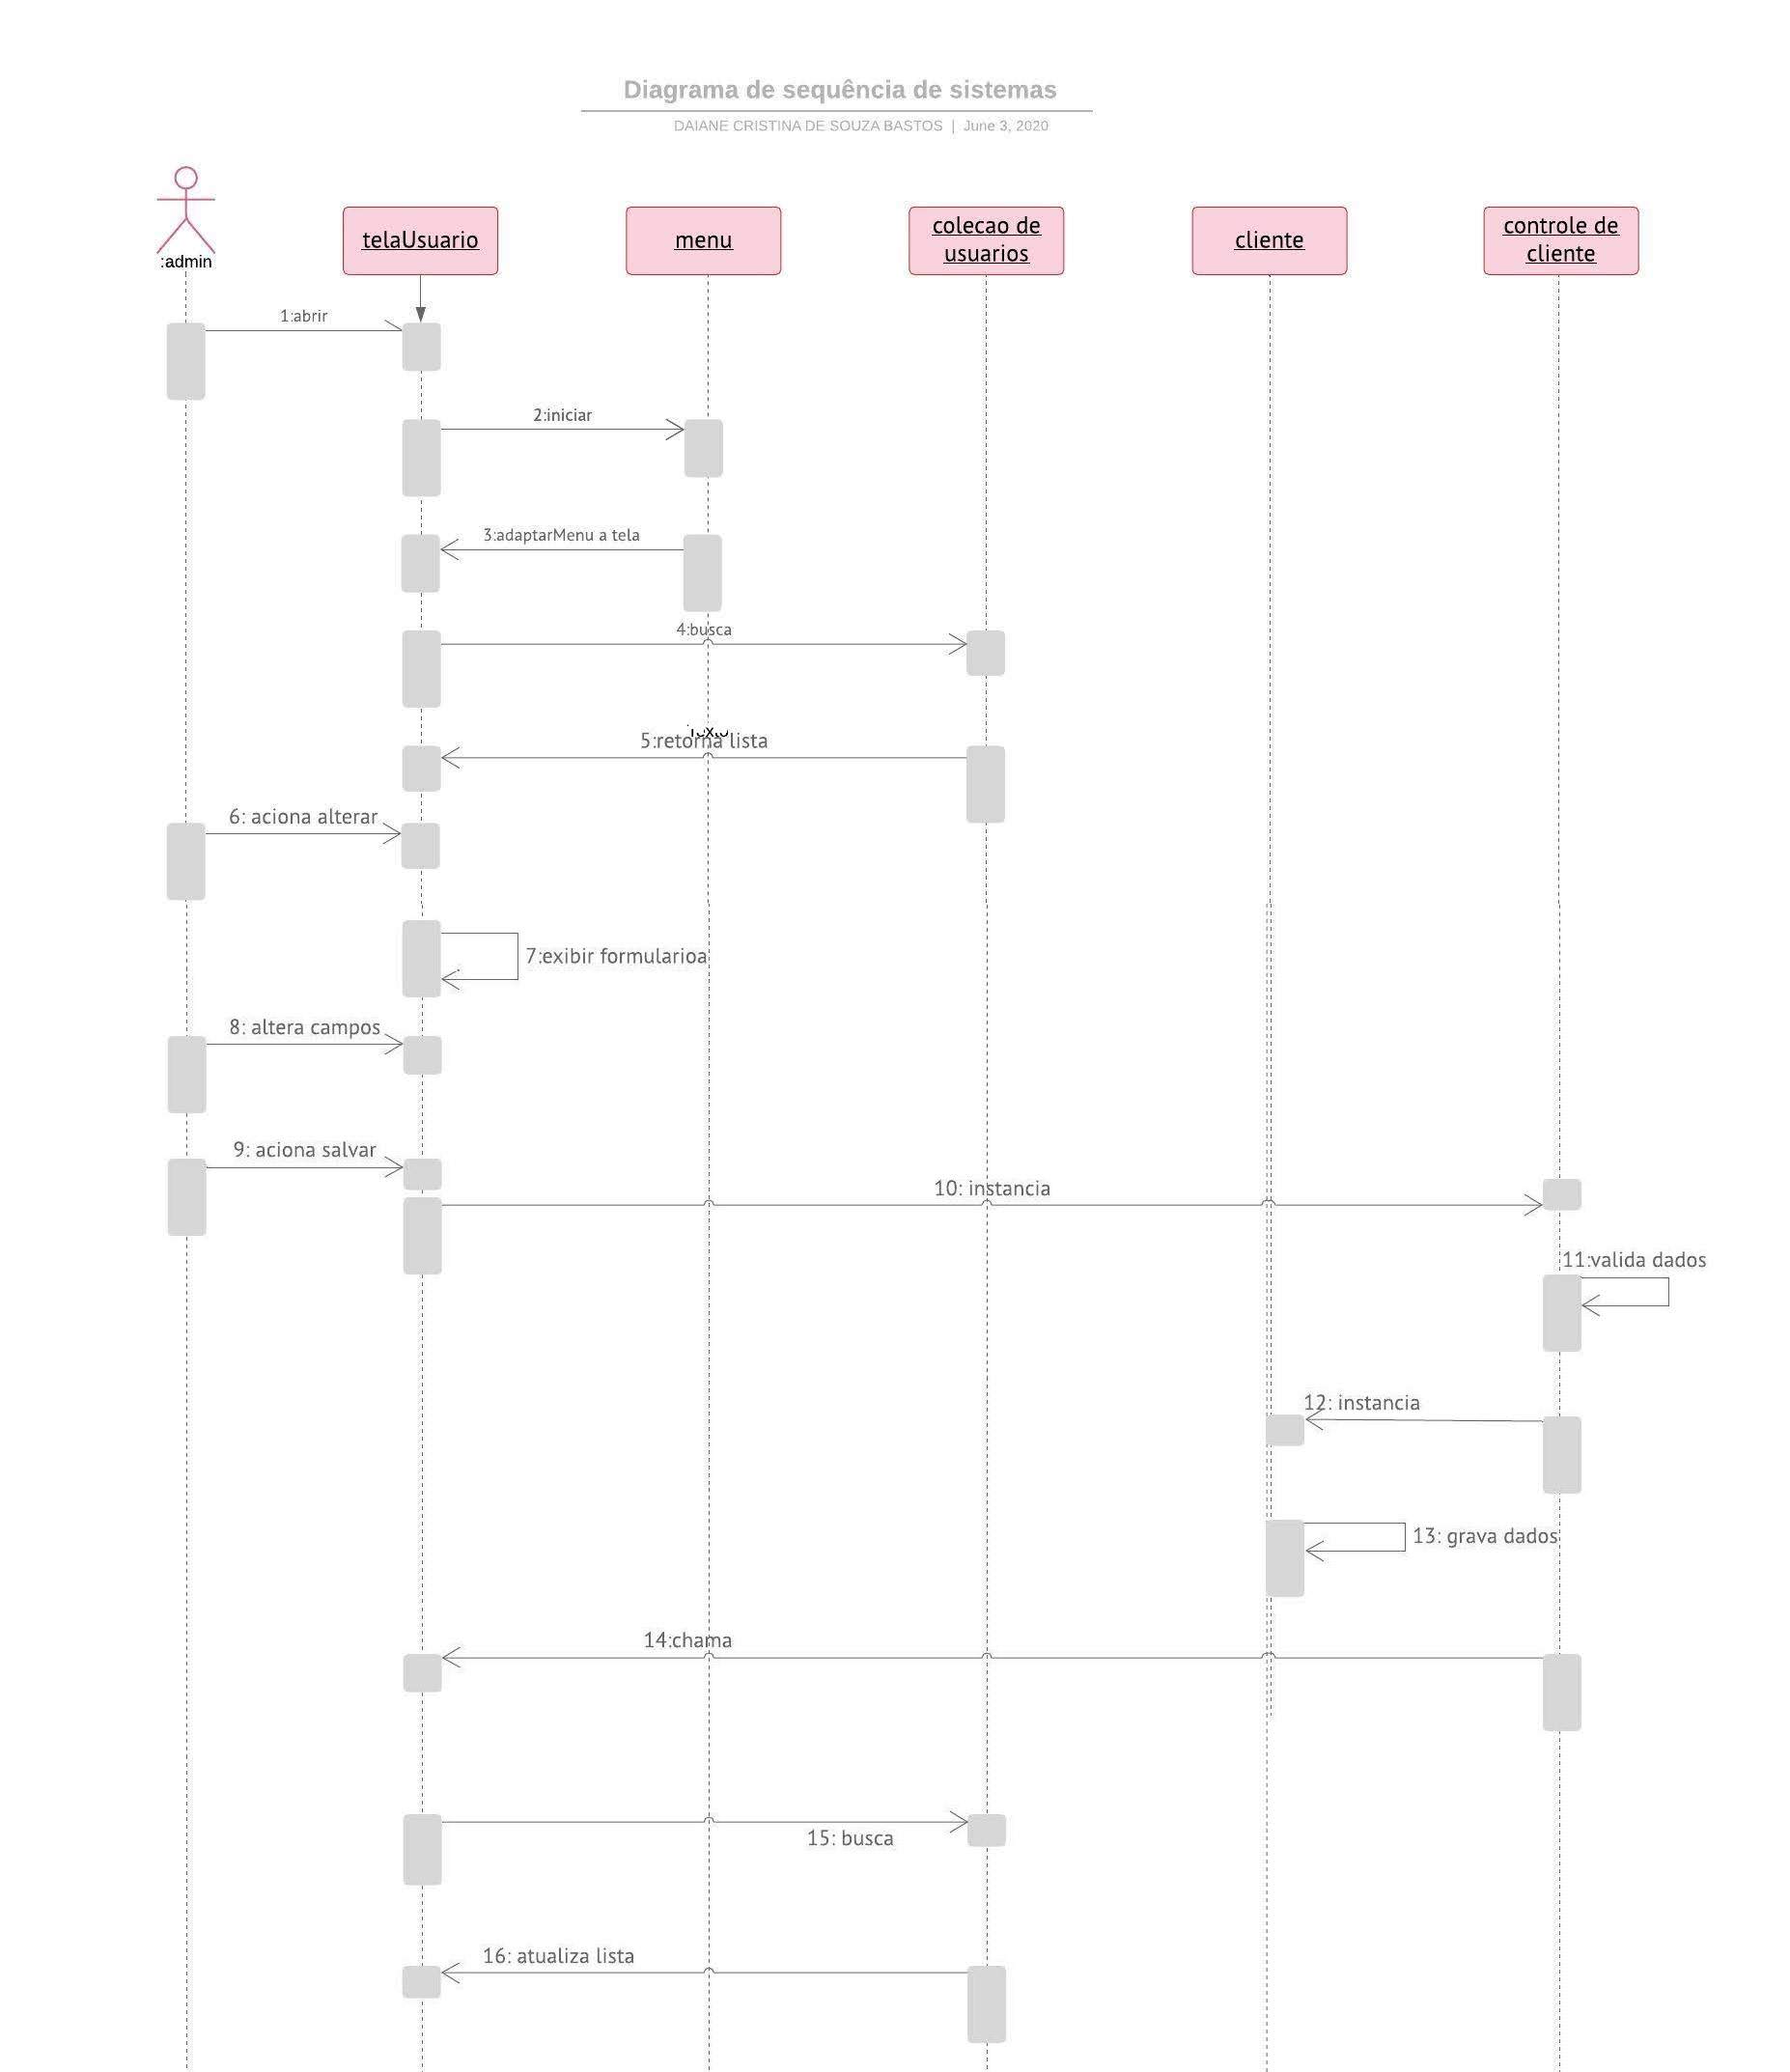 Diagrama de sequência de sistemas
DAIANE CRISTINA DE SOUZA BASTOS | June 3, 2020
:admin
telaUsuario
menu
colecao de
usuarios
cliente
controle de
cliente
1:abrir
2:iniciar
3:adaptarMenu a tela
4:busca
Texto
5:retorna lista
6: aciona alterar
7:exibir formularioa
8: altera campos
9: aciona salvar
10: instancia
11:valida dados
12: instancia
13: grava dados
14:chama
15: busca
16: atualiza lista